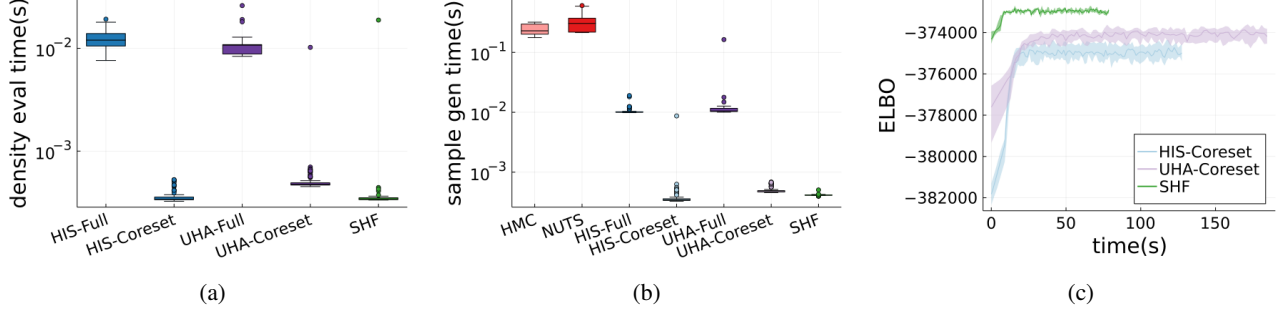 density eval time(s)
10⁻²
10⁻³
HIS-Full
HIS-Coreset
UHA-Full
UHA-Coreset
SHF
(a)
sample gen time(s)
10⁻¹
10⁻²
10⁻³
HMC
NUTS
HIS-Full
HIS-Coreset
UHA-Full
UHA-Coreset
SHF
(b)
ELBO
−374000
−376000
−378000
−380000
−382000
HIS-Coreset
UHA-Coreset
SHF
0 50 100 150
time(s)
(c)